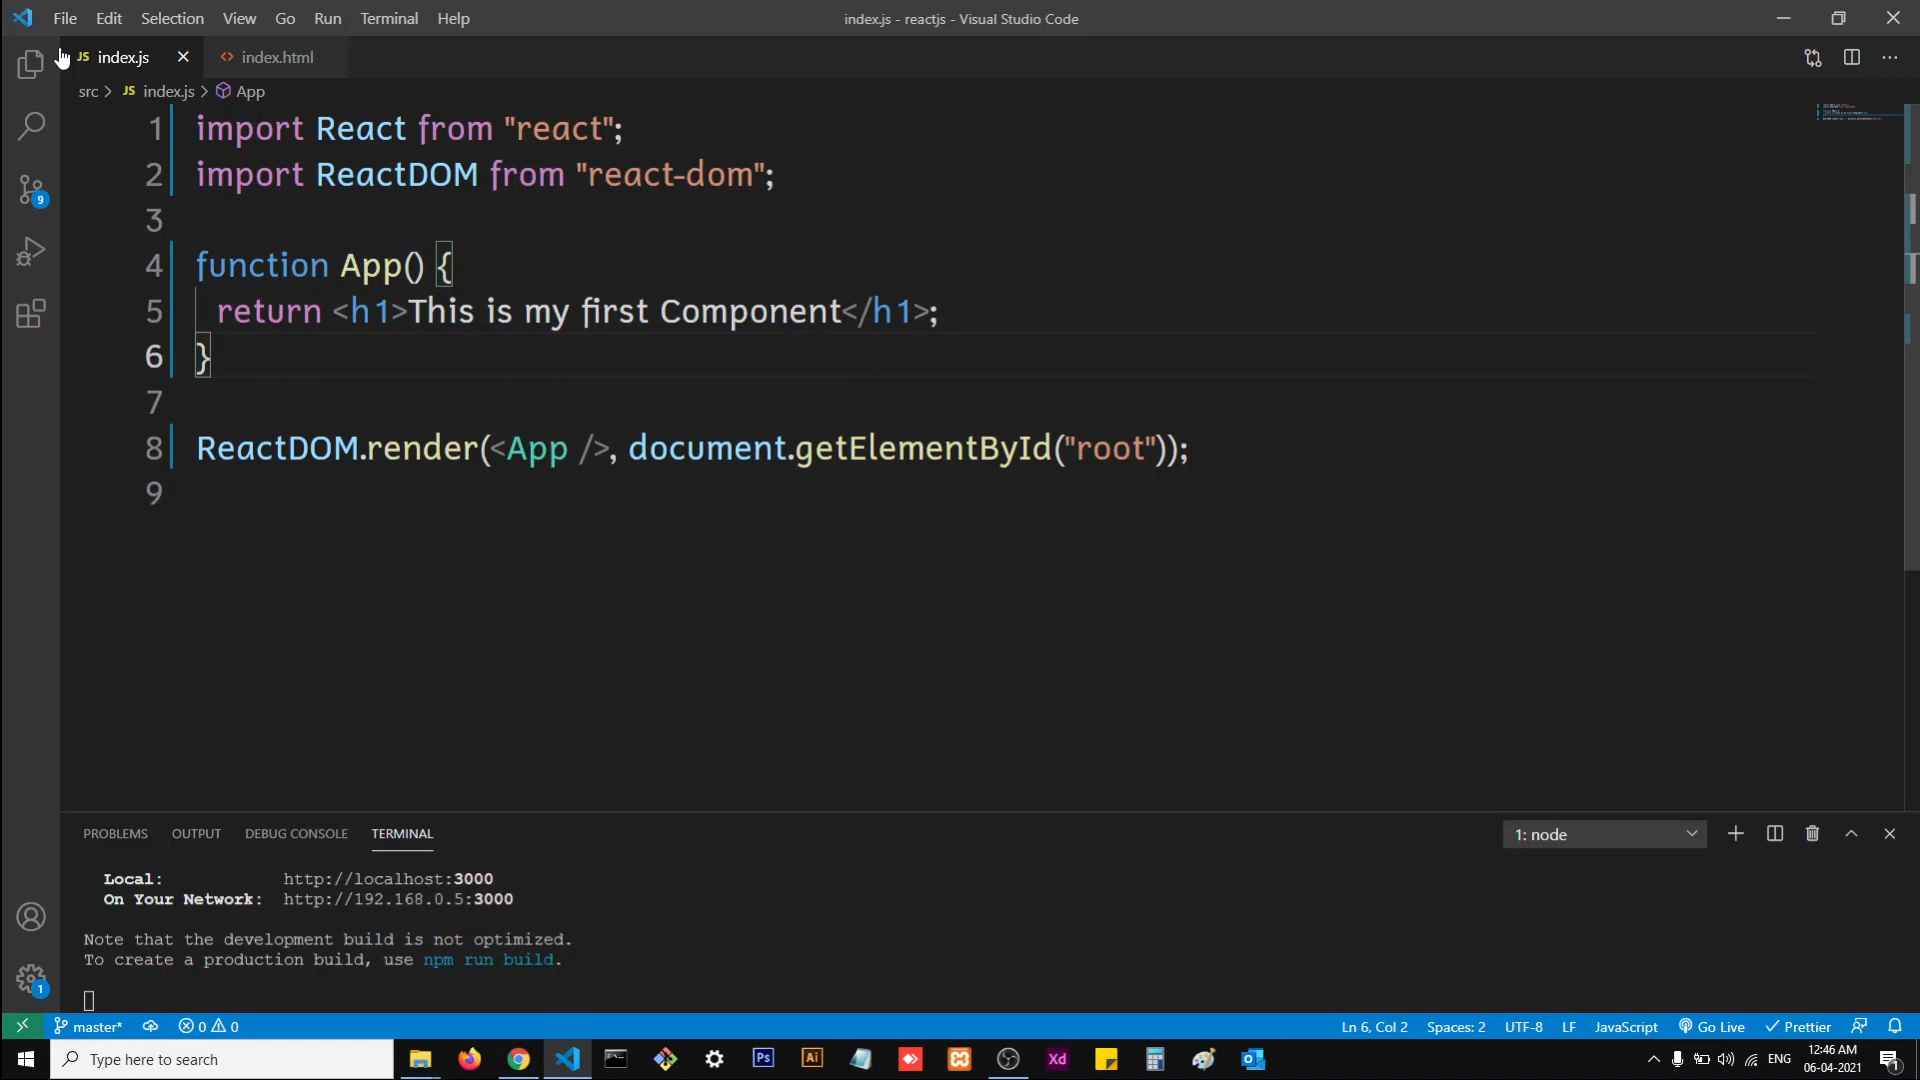 File Edit Selection View Go Run Terminal Help
index.js - reactjs - Visual Studio Code
JS index.js
<> index.html
src > JS index.js > App
1 import React from "react";
2 import ReactDOM from "react-dom";
3
4 function App() {
5 return <h1>This is my first Component</h1>;
6 }
7
8 ReactDOM.render(<App />, document.getElementById("root"));
9
9
PROBLEMS OUTPUT DEBUG CONSOLE TERMINAL
1: node
Local: http://localhost:3000
On Your Network: http://192.168.0.5:3000
Note that the development build is not optimized.
To create a production build, use npm run build.
1
master* 0 0
Ln 6, Col 2 Spaces: 2 UTF-8 LF JavaScript Go Live Prettier
Type here to search
Ps Ai Xd
ENG
12:46 AM
06-04-2021
1